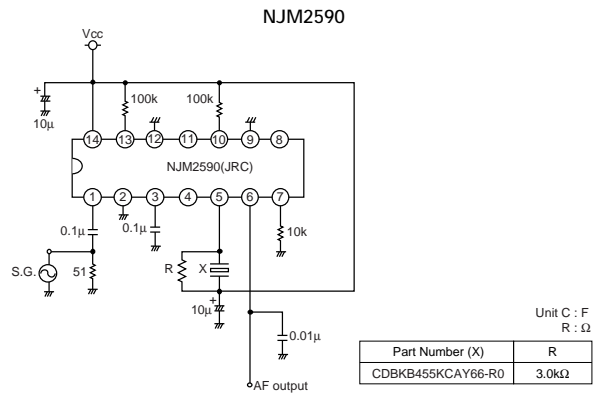 NJM2590
Vcc
+
10μ
100k
100k
14
13
12
11
10
9
8
NJM2590(JRC)
1
2
3
4
5
6
7
0.1μ
0.1μ
10k
S.G.
51
R
X
+
10μ
0.01μ
AF output
Unit C : F
R : Ω
Part Number (X) R
CDBKB455KCAY66-R0 3.0kΩ